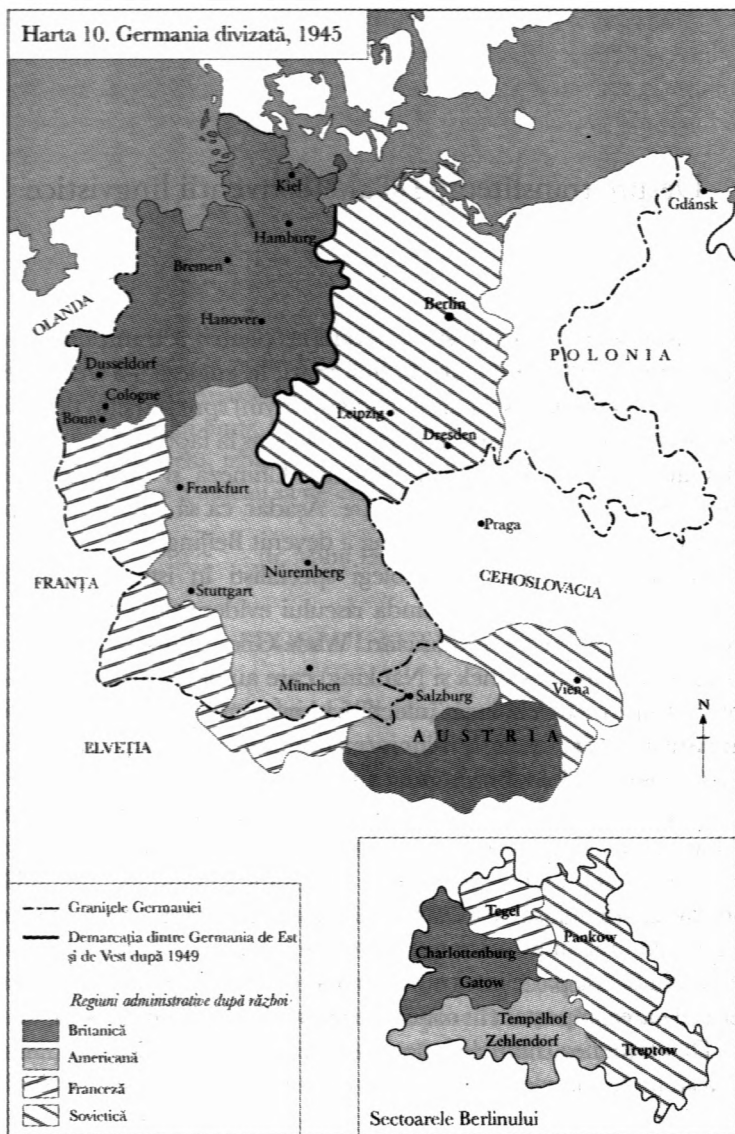 Harta 10. Germania divizată, 1945
Kiel
Gdánsk
Hamburg
Bremen
OLANDA
Hanover
Berlin
POLONIA
Dusseldorf
Cologne
Bonn
Leipzig
Dresden
Frankfurt
Praga
Nuremberg
CEHOSLOVACIA
FRANȚA
Stuttgart
München
Salzburg
Viena
N
ELVEȚIA
AUSTRIA
Granițele Germaniei
Demarcația dintre Germania de Est
și de Vest după 1949
Regiuni administrative după război
Britanică
Americană
Franceză
Sovietică
Tegel
Pankow
Charlottenburg
Gatow
Tempelhof
Zehlendorf
Treptow
Sectoarele Berlinului